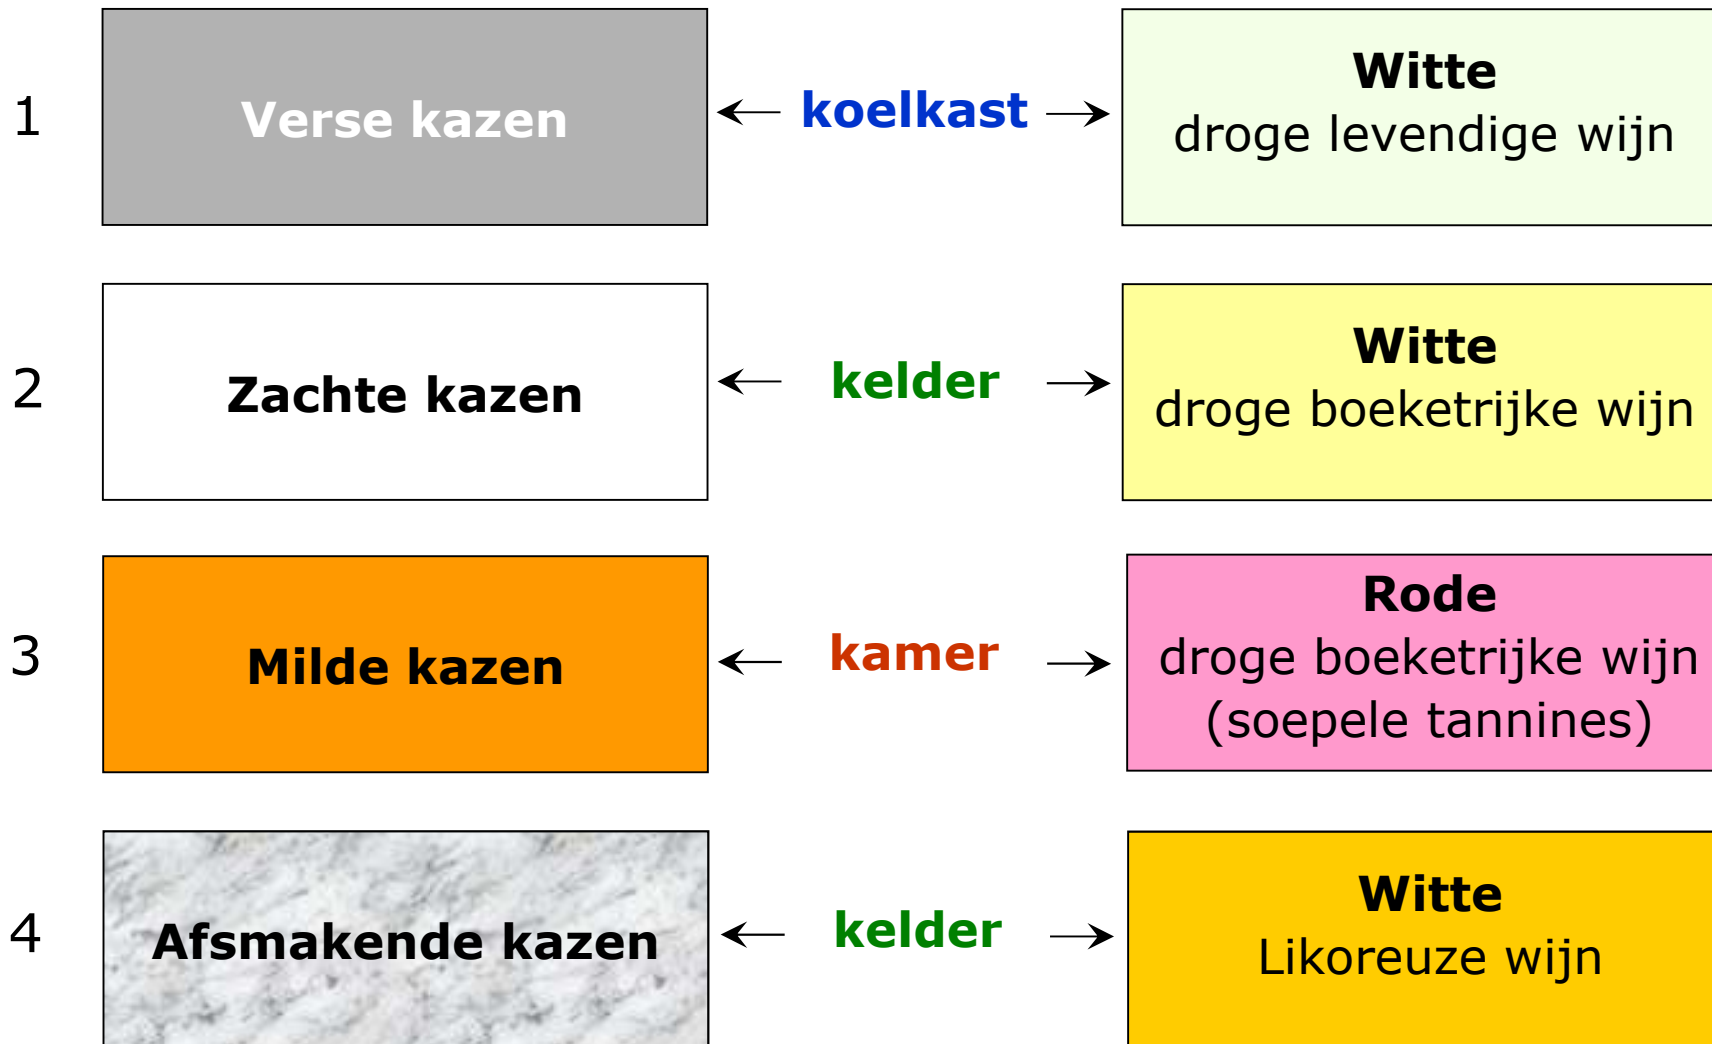 1
Verse kazen
koelkast
Witte
droge levendige wijn
2
Zachte kazen
kelder
Witte
droge boeketrijke wijn
3
Milde kazen
kamer
Rode
droge boeketrijke wijn
(soepele tannines)
4
Afsmakende kazen
kelder
Witte
Likoreuze wijn